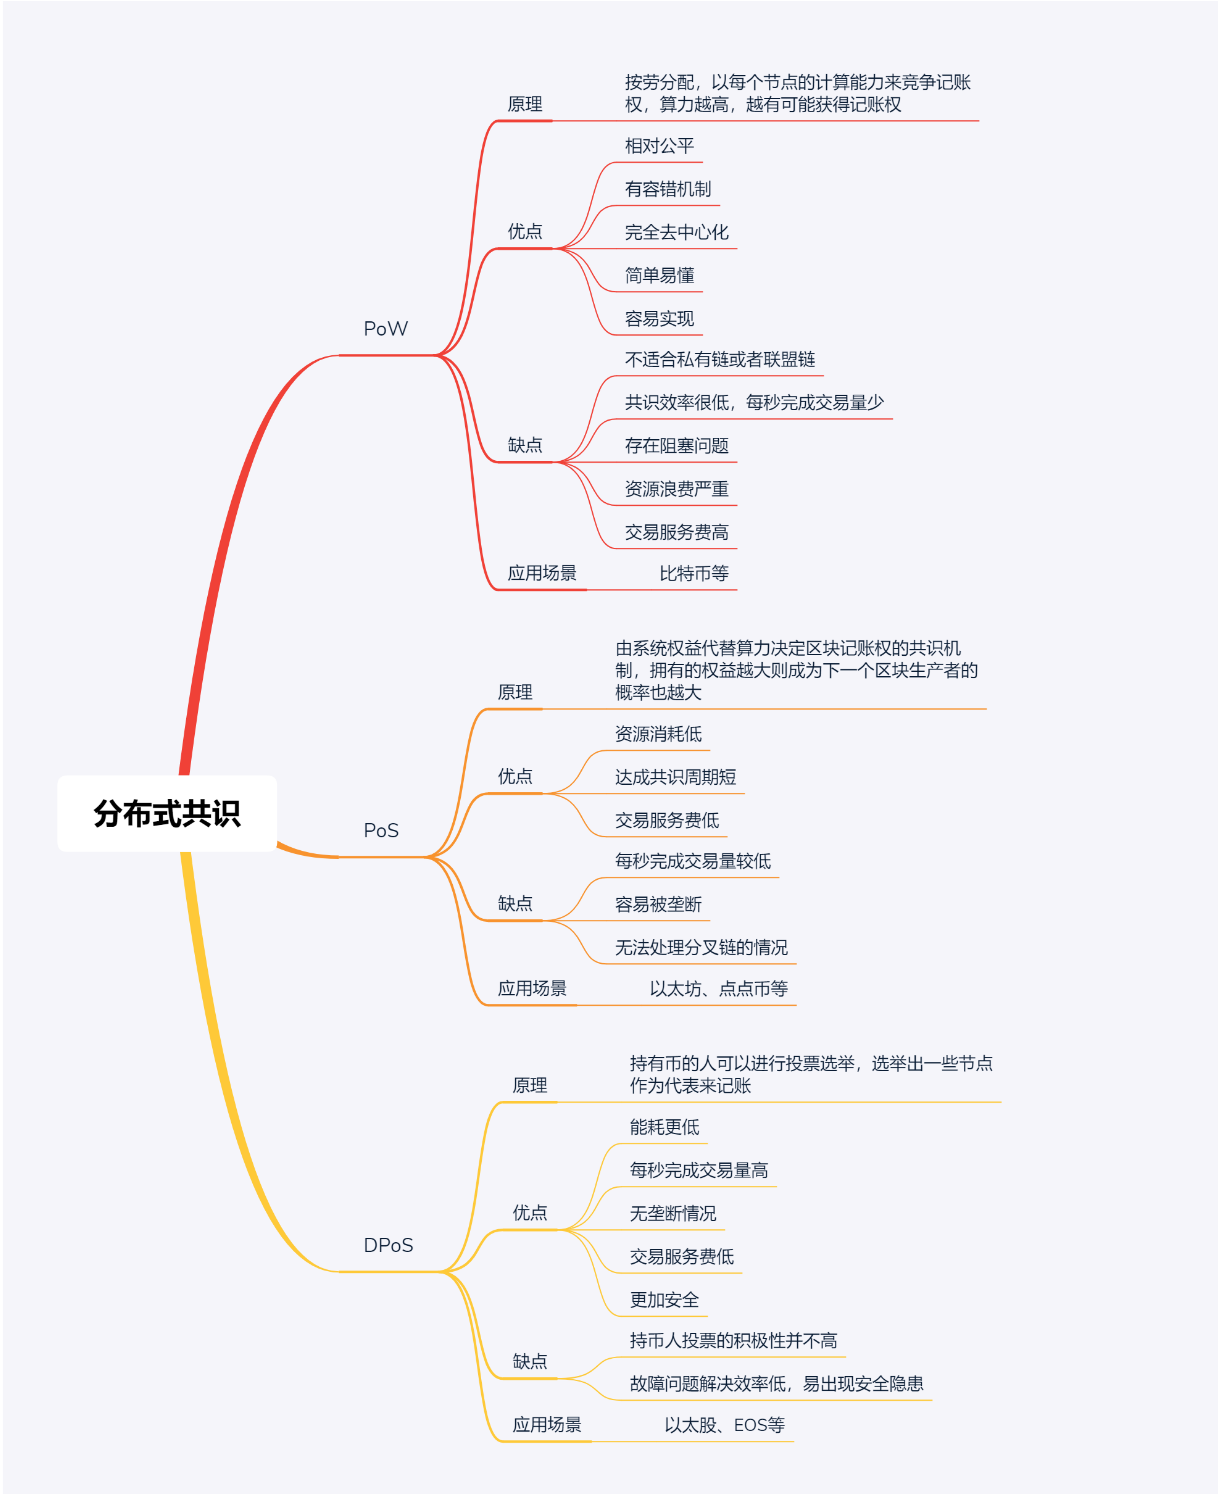 分布式共识
PoW
原理
按劳分配，以每个节点的计算能力来竞争记账
权，算力越高，越有可能获得记账权
优点
相对公平
有容错机制
完全去中心化
简单易懂
容易实现
缺点
不适合私有链或者联盟链
共识效率很低，每秒完成交易量少
存在阻塞问题
资源浪费严重
交易服务费高
应用场景
比特币等
PoS
原理
由系统权益代替算力决定区块记账权的共识机
制，拥有的权益越大则成为下一个区块生产者的
概率也越大
优点
资源消耗低
达成共识周期短
交易服务费低
缺点
每秒完成交易量较低
容易被垄断
无法处理分叉链的情况
应用场景
以太坊、点点币等
DPoS
原理
持有币的人可以进行投票选举，选举出一些节点
作为代表来记账
优点
能耗更低
每秒完成交易量高
无垄断情况
交易服务费低
更加安全
缺点
持币人投票的积极性并不高
故障问题解决效率低，易出现安全隐患
应用场景
以太股、EOS等